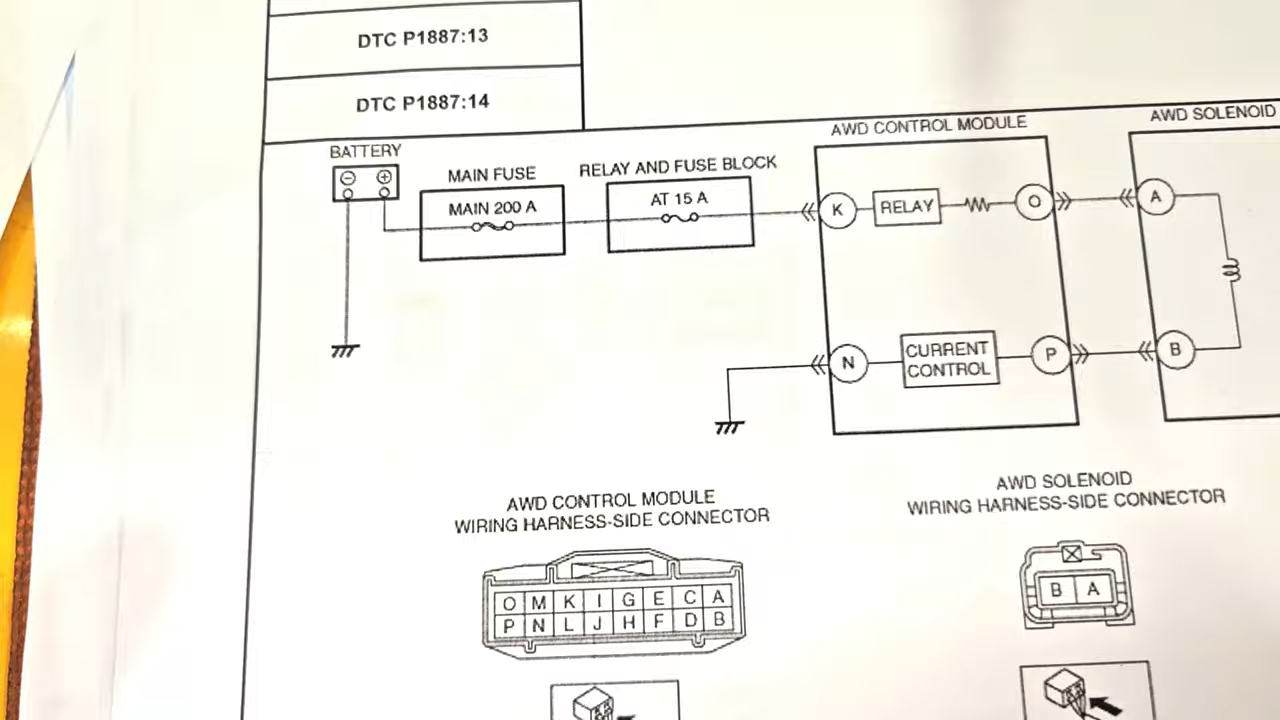 DTC P1887:13
DTC P1887:14
BATTERY
MAIN FUSE
MAIN 200 A
RELAY AND FUSE BLOCK
AT 15 A
AWD CONTROL MODULE
K
RELAY
O
N
CURRENT
CONTROL
P
AWD SOLENOID
A
B
AWD CONTROL MODULE
WIRING HARNESS-SIDE CONNECTOR
O M K I G E C A
P N L J H F D B
AWD SOLENOID
WIRING HARNESS-SIDE CONNECTOR
B A